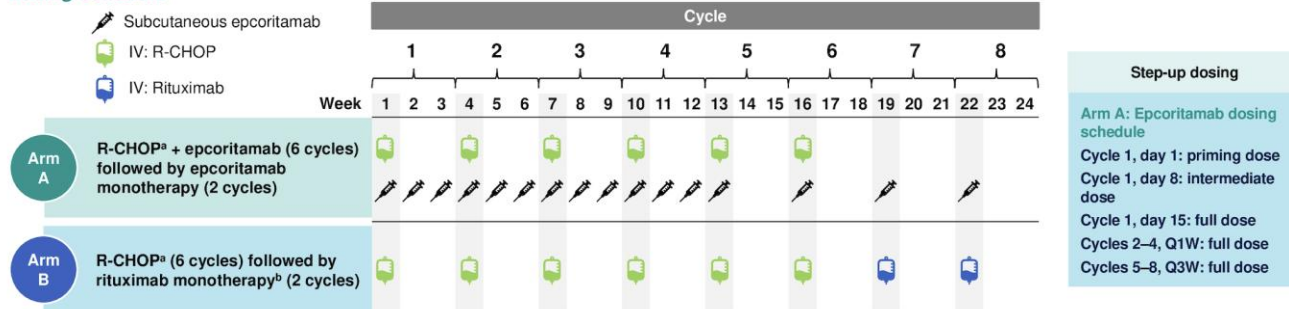 Subcutaneous epcoritamab
IV: R-CHOP
IV: Rituximab
Cycle
1 2 3 4 5 6 7 8
Week 1 2 3 4 5 6 7 8 9 10 11 12 13 14 15 16 17 18 19 20 21 22 23 24
Arm
A
R-CHOPᵃ + epcoritamab (6 cycles)
followed by epcoritamab
monotherapy (2 cycles)
Arm
B
R-CHOPᵃ (6 cycles) followed by
rituximab monotherapyᵇ (2 cycles)
Step-up dosing
Arm A: Epcoritamab dosing
schedule
Cycle 1, day 1: priming dose
Cycle 1, day 8: intermediate
dose
Cycle 1, day 15: full dose
Cycles 2–4, Q1W: full dose
Cycles 5–8, Q3W: full dose